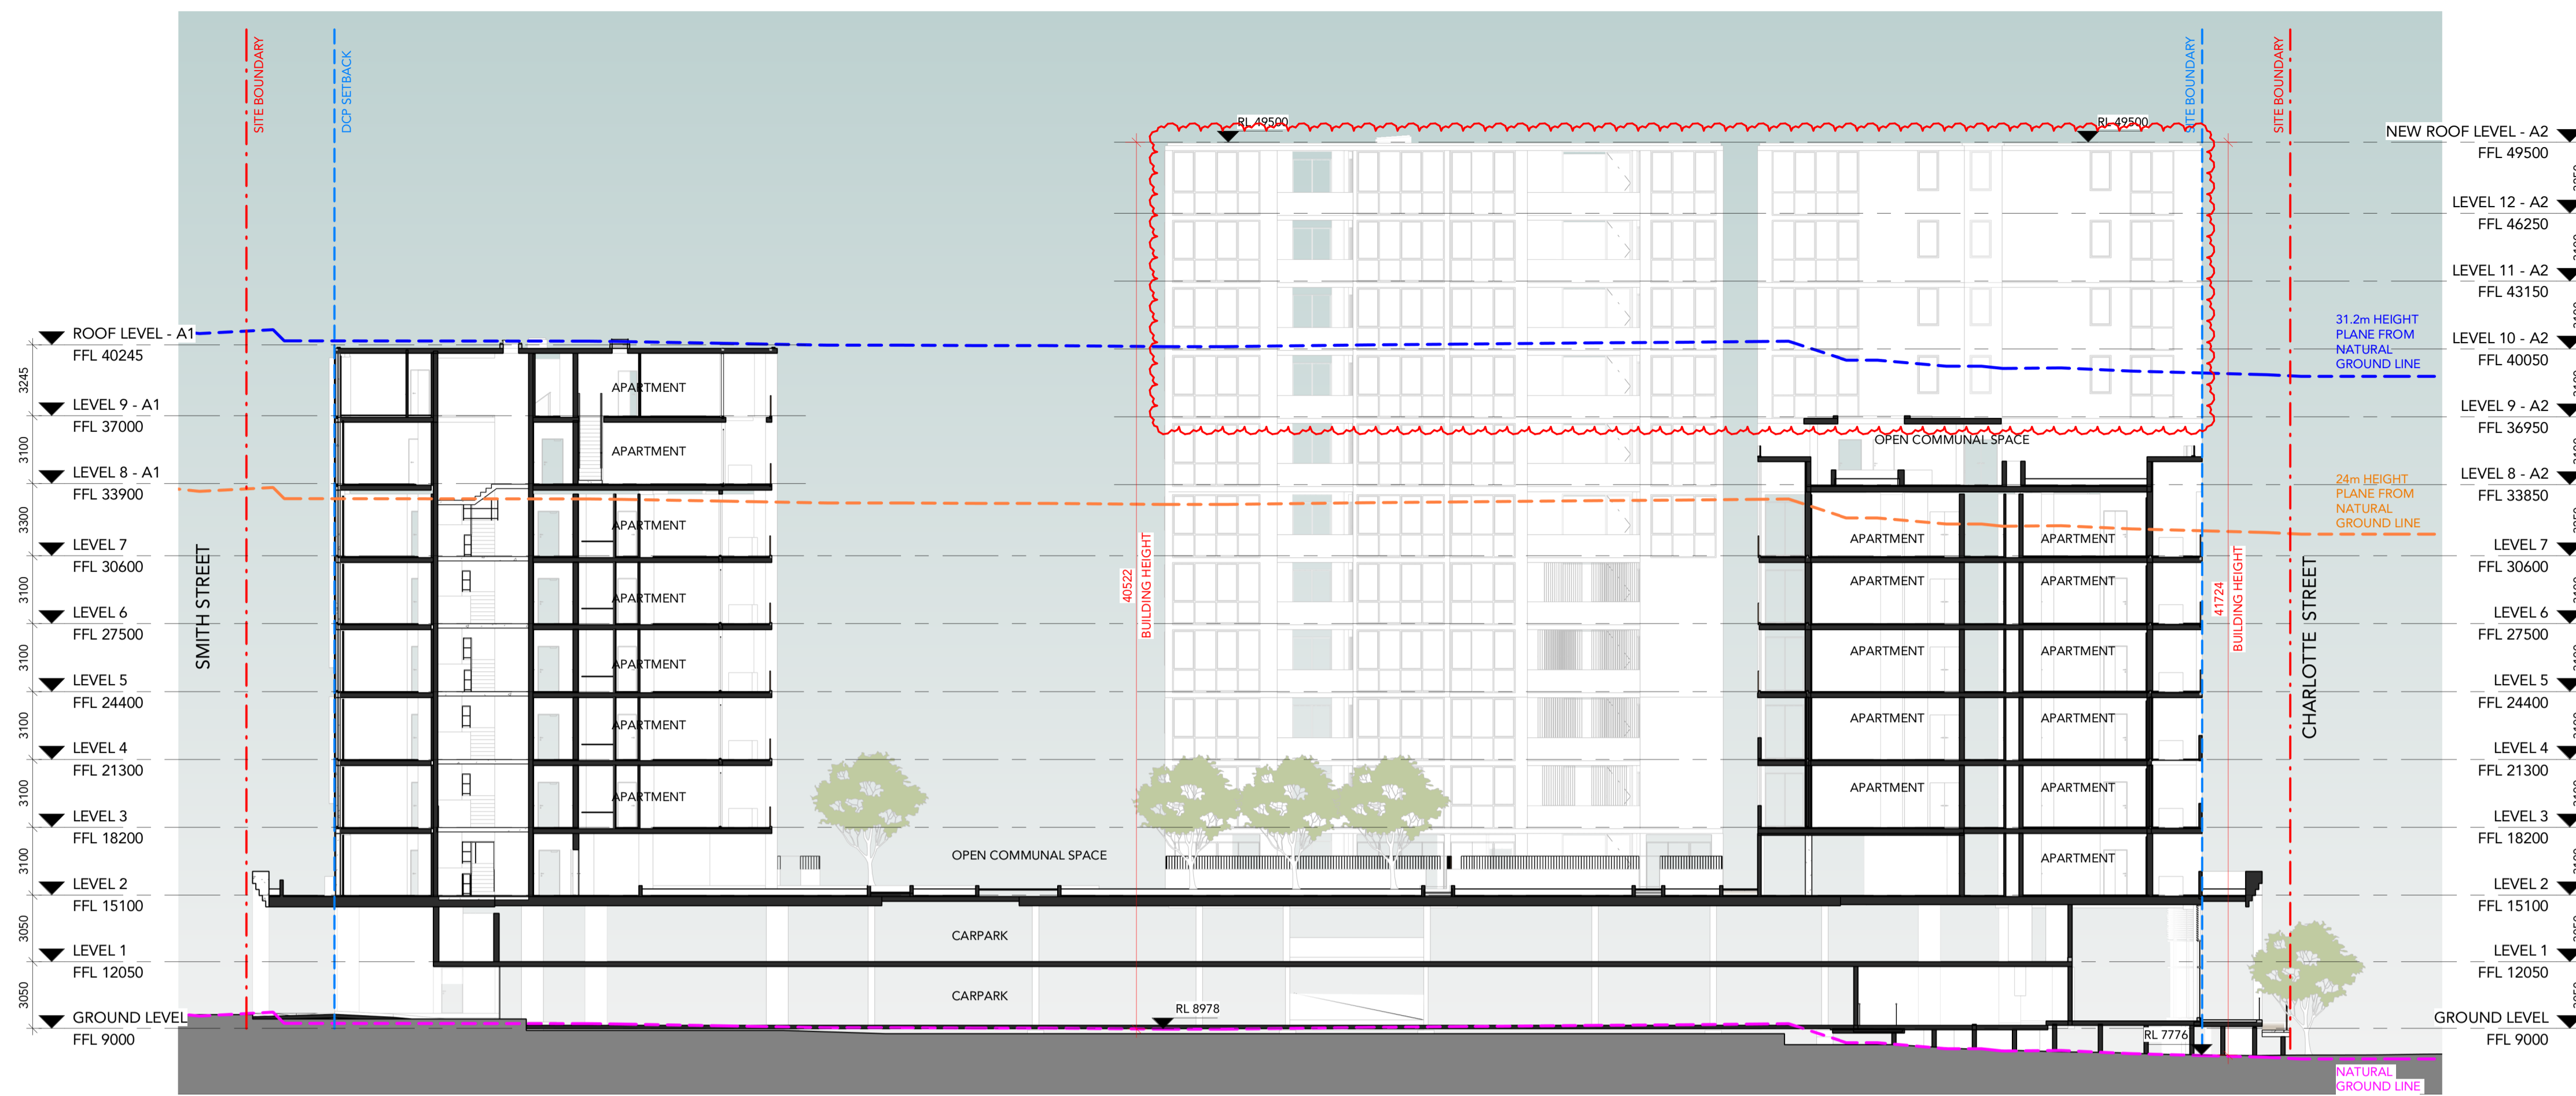 SITE BOUNDARY
DCP SETBACK
SITE BOUNDARY
SITE BOUNDARY
RL 49500
RL 49500
NEW ROOF LEVEL - A2
FFL 49500
LEVEL 12 - A2
FFL 46250
LEVEL 11 - A2
FFL 43150
LEVEL 10 - A2
FFL 40050
LEVEL 9 - A2
FFL 36950
LEVEL 8 - A2
FFL 33850
LEVEL 7
FFL 30600
LEVEL 6
FFL 27500
LEVEL 5
FFL 24400
LEVEL 4
FFL 21300
LEVEL 3
FFL 18200
LEVEL 2
FFL 15100
LEVEL 1
FFL 12050
GROUND LEVEL
FFL 9000
31.2m HEIGHT
PLANE FROM
NATURAL
GROUND LINE
24m HEIGHT
PLANE FROM
NATURAL
GROUND LINE
ROOF LEVEL - A1
FFL 40245
LEVEL 9 - A1
FFL 37000
LEVEL 8 - A1
FFL 33900
LEVEL 7
FFL 30600
LEVEL 6
FFL 27500
LEVEL 5
FFL 24400
LEVEL 4
FFL 21300
LEVEL 3
FFL 18200
LEVEL 2
FFL 15100
LEVEL 1
FFL 12050
GROUND LEVEL
FFL 9000
3245
3100
3300
3100
3100
3100
3100
3100
3050
3050
SMITH STREET
CHARLOTTE STREET
APARTMENT
APARTMENT
APARTMENT
APARTMENT
APARTMENT
APARTMENT
APARTMENT
OPEN COMMUNAL SPACE
APARTMENT
APARTMENT
APARTMENT
APARTMENT
APARTMENT
APARTMENT
APARTMENT
APARTMENT
APARTMENT
APARTMENT
APARTMENT
40522
BUILDING HEIGHT
41724
BUILDING HEIGHT
OPEN COMMUNAL SPACE
CARPARK
CARPARK
RL 8978
RL 7776
NATURAL
GROUND LINE